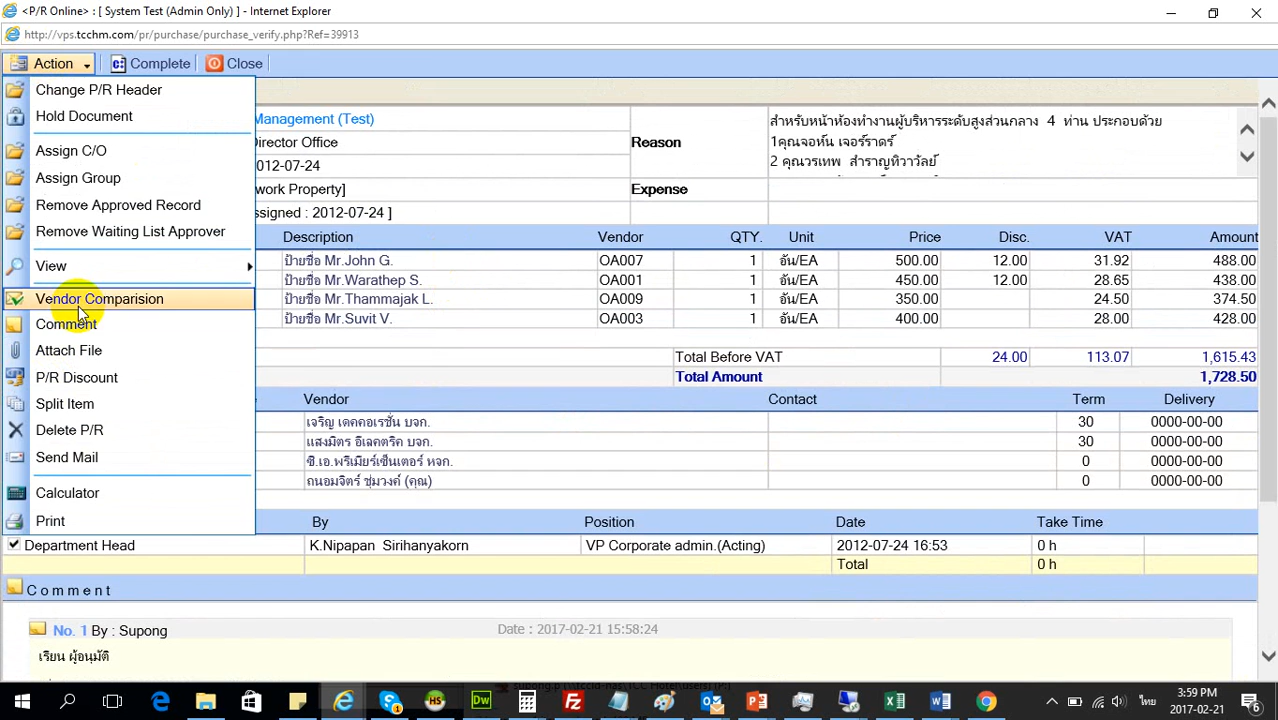 <P/R Online> : [ System Test (Admin Only) ] - Internet Explorer
http://vps.tcchm.com/pr/purchase/purchase_verify.php?Ref=39913
Action Complete Close
Change P/R Header
Hold Document
Assign C/O
Assign Group
Remove Approved Record
Remove Waiting List Approver
View
Vendor Comparision
Comment
Attach File
P/R Discount
Split Item
Delete P/R
Send Mail
Calculator
Print
Management (Test)
Director Office
012-07-24
work Property]
ssigned : 2012-07-24 ]
Reason
สำหรับหน้าห้องทำงานผู้บริหารระดับสูงส่วนกลาง 4 ท่าน ประกอบด้วย
1คุณจอห์น เจอร์ราดร์
2 คุณวรเทพ สำราญทิวาวัลย์
Expense
Description Vendor QTY. Unit Price Disc. VAT Amount
ป้ายชื่อ Mr.John G. OA007 1 อัน/EA 500.00 12.00 31.92 488.00
ป้ายชื่อ Mr.Warathep S. OA001 1 อัน/EA 450.00 12.00 28.65 438.00
ป้ายชื่อ Mr.Thammajak L. OA009 1 อัน/EA 350.00 24.50 374.50
ป้ายชื่อ Mr.Suvit V. OA003 1 อัน/EA 400.00 28.00 428.00
Total Before VAT 24.00 113.07 1,615.43
Total Amount 1,728.50
Vendor Contact Term Delivery
เจริญ เดคคอเรชั่น บจก. 30 0000-00-00
แสงมิตร อีเลคตริค บจก. 30 0000-00-00
ซี.เอ.พรีเมียร์เซ็นเตอร์ หจก. 0 0000-00-00
ถนอมจิตร์ ชุ่มวงค์ (คุณ) 0 0000-00-00
By Position Date Take Time
Department Head K.Nipapan Sirihanyakorn VP Corporate admin.(Acting) 2012-07-24 16:53 0 h
Total 0 h
Comment
No. 1 By : Supong Date : 2017-02-21 15:58:24
เรียน ผู้อนุมัติ
ไทย
3:59 PM
2017-02-21